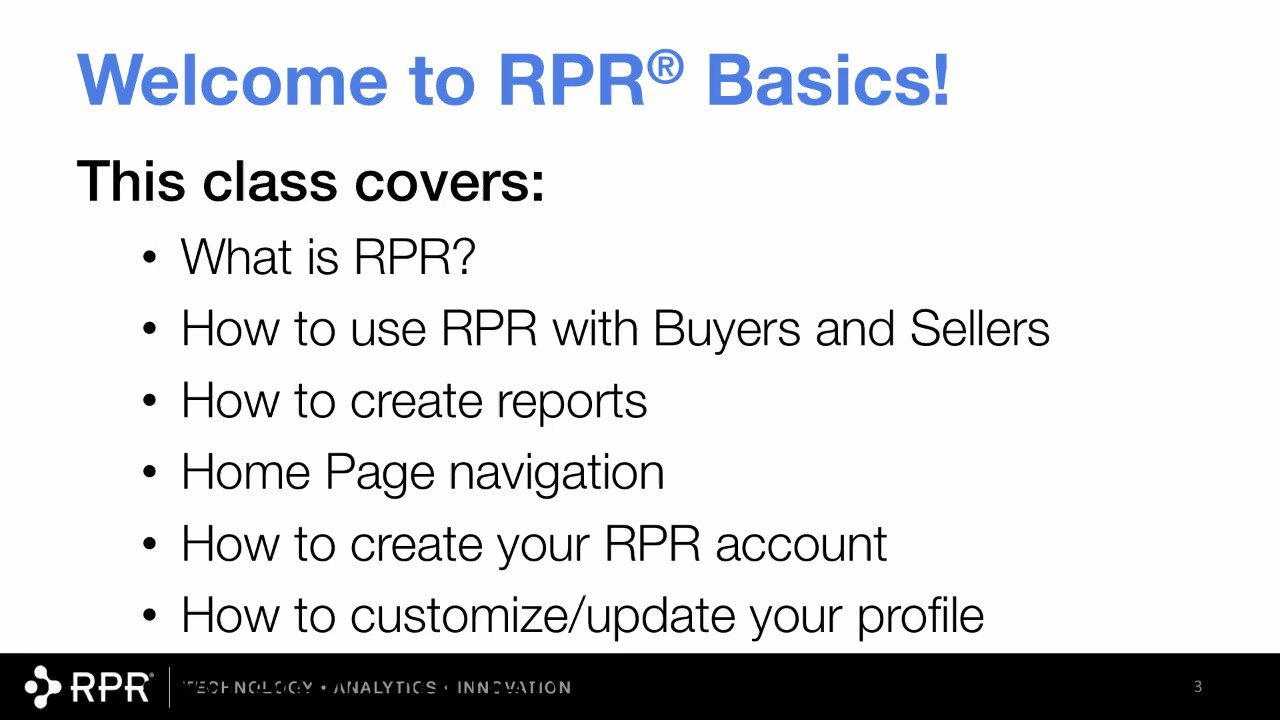 Welcome to RPR® Basics!
This class covers:
• What is RPR?
• How to use RPR with Buyers and Sellers
• How to create reports
• Home Page navigation
• How to create your RPR account
• How to customize/update your profile
RPR® | TECHNOLOGY • ANALYTICS • INNOVATION
3